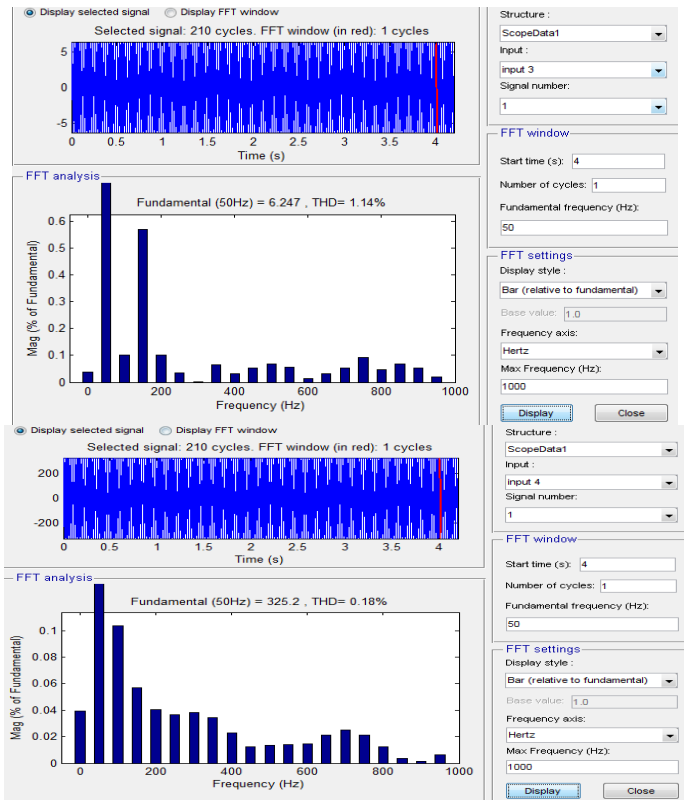 Display selected signal Display FFT window
Selected signal: 210 cycles. FFT window (in red): 1 cycles
5
0
-5
0 0.5 1 1.5 2 2.5 3 3.5 4
Time (s)
FFT analysis
Fundamental (50Hz) = 6.247 , THD= 1.14%
Mag (% of Fundamental)
0.6
0.5
0.4
0.3
0.2
0.1
0
0 200 400 600 800 1000
Frequency (Hz)
Structure :
ScopeData1
Input :
input 3
Signal number:
1
FFT window
Start time (s): 4
Number of cycles: 1
Fundamental frequency (Hz):
50
FFT settings
Display style :
Bar (relative to fundamental)
Base value: 1.0
Frequency axis:
Hertz
Max Frequency (Hz):
1000
Display Close
Display selected signal Display FFT window
Selected signal: 210 cycles. FFT window (in red): 1 cycles
200
0
-200
0 0.5 1 1.5 2 2.5 3 3.5 4
Time (s)
FFT analysis
Fundamental (50Hz) = 325.2 , THD= 0.18%
Mag (% of Fundamental)
0.1
0.08
0.06
0.04
0.02
0
0 200 400 600 800 1000
Frequency (Hz)
Structure :
ScopeData1
Input :
input 4
Signal number:
1
FFT window
Start time (s): 4
Number of cycles: 1
Fundamental frequency (Hz):
50
FFT settings
Display style :
Bar (relative to fundamental)
Base value: 1.0
Frequency axis:
Hertz
Max Frequency (Hz):
1000
Display Close